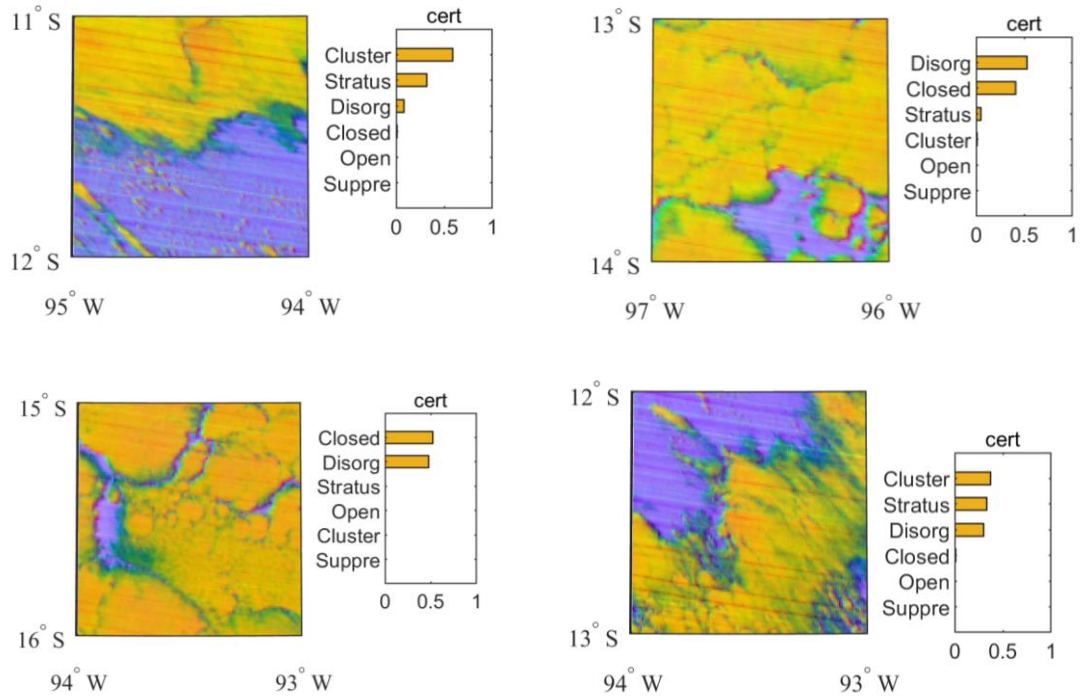 11° S
cert
Cluster
Stratus
Disorg
Closed
Open
Suppre
0 0.5 1
12° S
95° W 94° W
13° S
cert
Disorg
Closed
Stratus
Cluster
Open
Suppre
0 0.5 1
14° S
97° W 96° W
15° S
cert
Closed
Disorg
Stratus
Open
Cluster
Suppre
0 0.5 1
16° S
94° W 93° W
12° S
cert
Cluster
Stratus
Disorg
Closed
Open
Suppre
13° S
0 0.5 1
94° W 93° W